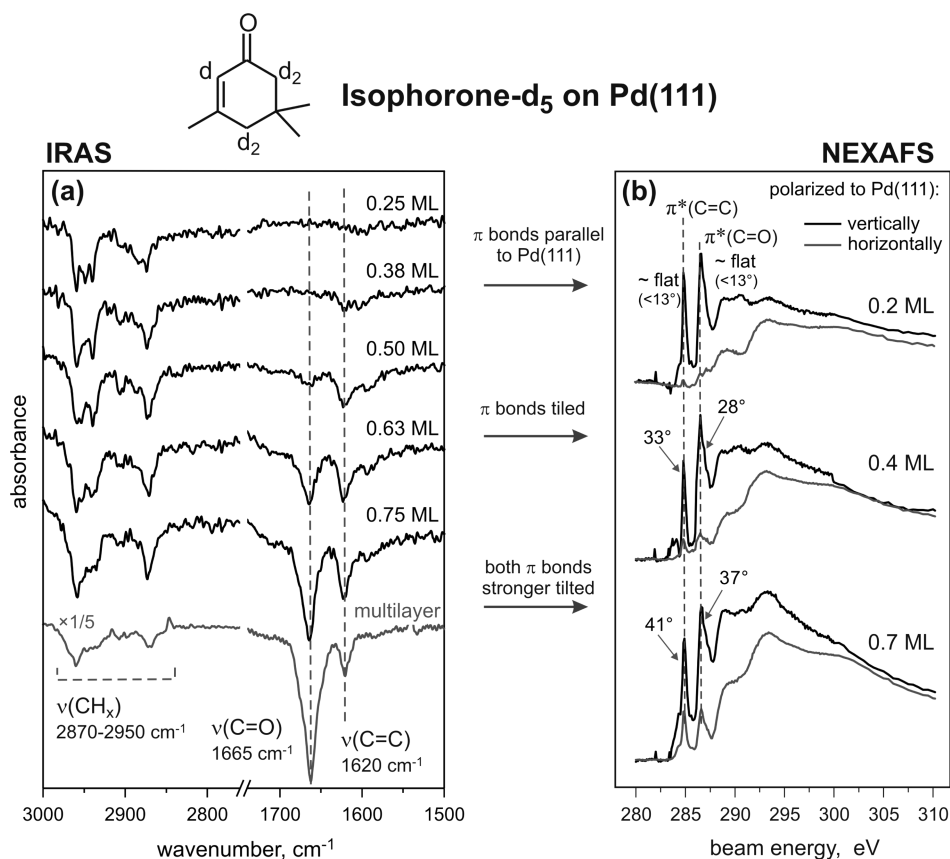 O
d
d₂
d₂
Isophorone-d₅ on Pd(111)
IRAS
NEXAFS
(a)
0.25 ML
0.38 ML
0.50 ML
0.63 ML
0.75 ML
multilayer
×1/5
ν(CHₓ)
2870-2950 cm⁻¹
ν(C=O)
1665 cm⁻¹
ν(C=C)
1620 cm⁻¹
absorbance
3000 2900 2800 1700 1600 1500
wavenumber, cm⁻¹
π bonds parallel
to Pd(111)
π bonds tiled
both π bonds
stronger tilted
(b)
polarized to Pd(111):
vertically
horizontally
π*(C=C)
π*(C=O)
~ flat
(<13°)
~ flat
(<13°)
0.2 ML
33°
28°
0.4 ML
41°
37°
0.7 ML
280 285 290 295 300 305 310
beam energy, eV